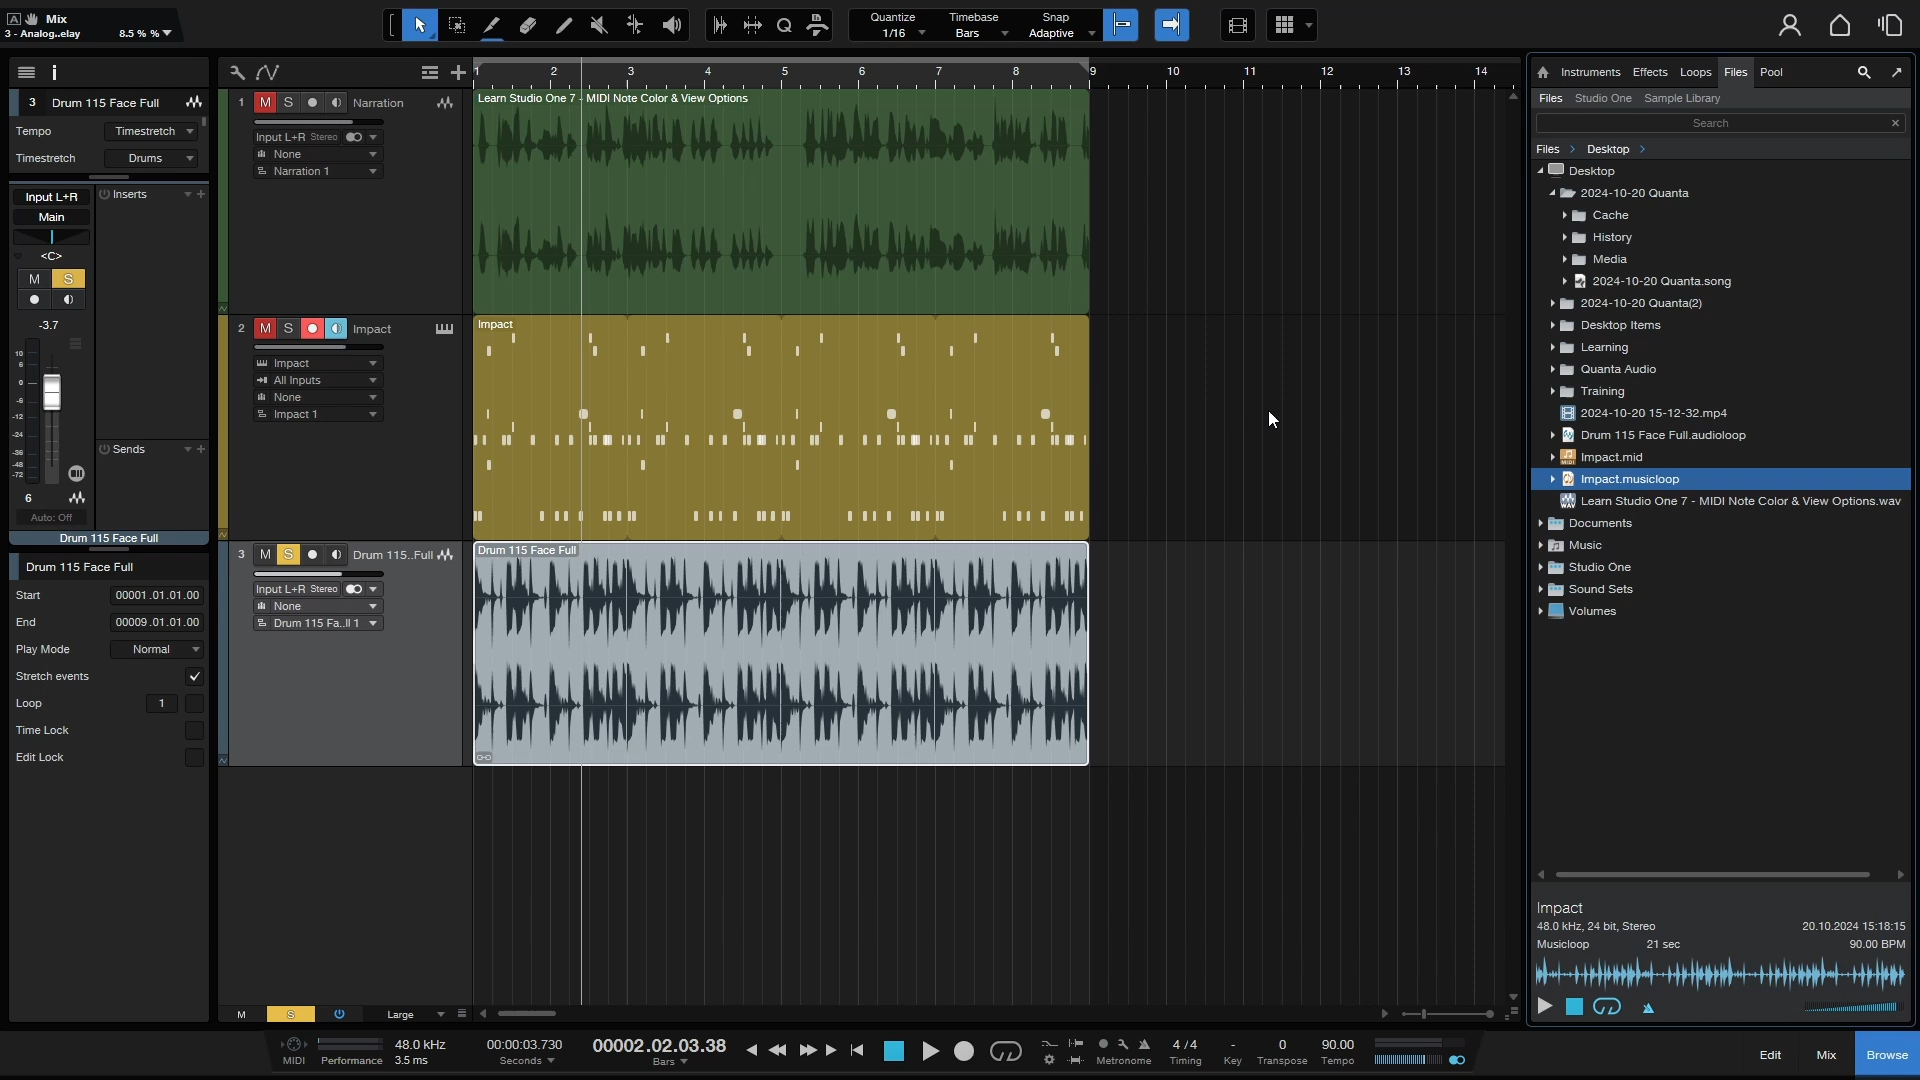 A Mix
3 - Analog..elay 8.5 % %
Quantize
1/16
Timebase
Bars
Snap
Adaptive
3 Drum 115 Face Full
Tempo Timestretch
Timestretch Drums
Input L+R
Main
<C>
M S
-3.7
10
6
0
-6
-12
-24
-36
-48
-72
6
Auto: Off
Inserts
Sends
Drum 115 Face Full
Drum 115 Face Full
Start 00001.01.01.00
End 00009.01.01.00
Play Mode Normal
Stretch events
Loop 1
Time Lock
Edit Lock
1 M S Narration
Input L+R Stereo
None
Narration 1
2 M S Impact
Impact
All Inputs
None
Impact 1
3 M S Drum 115..Full
Input L+R Stereo
None
Drum 115 Fa..ll 1
1 2 3 4 5 6 7 8 9 10 11 12 13 14
Learn Studio One 7 - MIDI Note Color & View Options
Impact
Drum 115 Face Full
M S Large
Instruments Effects Loops Files Pool
Files Studio One Sample Library
Search
Files > Desktop >
Desktop
2024-10-20 Quanta
Cache
History
Media
2024-10-20 Quanta.song
2024-10-20 Quanta(2)
Desktop Items
Learning
Quanta Audio
Training
2024-10-20 15-12-32.mp4
Drum 115 Face Full.audioloop
Impact.mid
Impact.musicloop
Learn Studio One 7 - MIDI Note Color & View Options.wav
Documents
Music
Studio One
Sound Sets
Volumes
Impact
48.0 kHz, 24 bit, Stereo 20.10.2024 15:18:15
Musicloop 21 sec 90.00 BPM
MIDI
Performance
48.0 kHz
3.5 ms
00:00:03.730
Seconds
00002.02.03.38
Bars
Metronome
4 / 4
Timing
-
Key
0
Transpose
90.00
Tempo
Edit Mix Browse